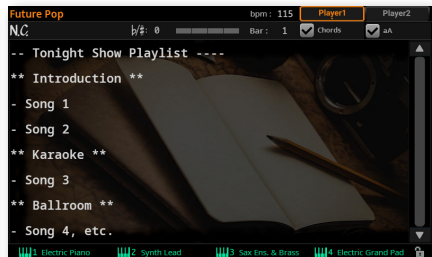 Future Pop
bpm : 115
Player1
Player2
N.C.
b/#: 0
Bar : 1
Chords
aA
-- Tonight Show Playlist ----
** Introduction **
- Song 1
- Song 2
** Karaoke **
- Song 3
** Ballroom **
- Song 4, etc.
1 Electric Piano
2 Synth Lead
3 Sax Ens. & Brass
4 Electric Grand Pad